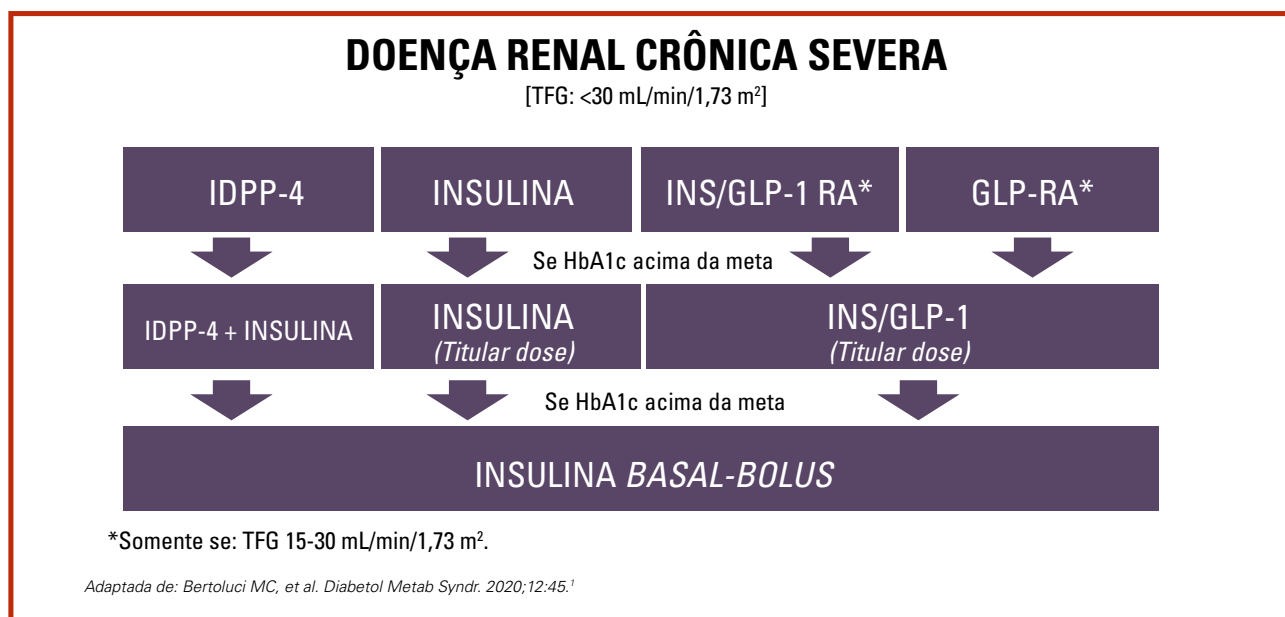 DOENÇA RENAL CRÔNICA SEVERA
[TFG: <30 mL/min/1,73 m²]
IDPP-4
INSULINA
INS/GLP-1 RA*
GLP-RA*
Se HbA1c acima da meta
IDPP-4 + INSULINA
INSULINA
(Titular dose)
INS/GLP-1
(Titular dose)
Se HbA1c acima da meta
INSULINA BASAL-BOLUS
*Somente se: TFG 15-30 mL/min/1,73 m².
Adaptada de: Bertoluci MC, et al. Diabetol Metab Syndr. 2020;12:45.¹